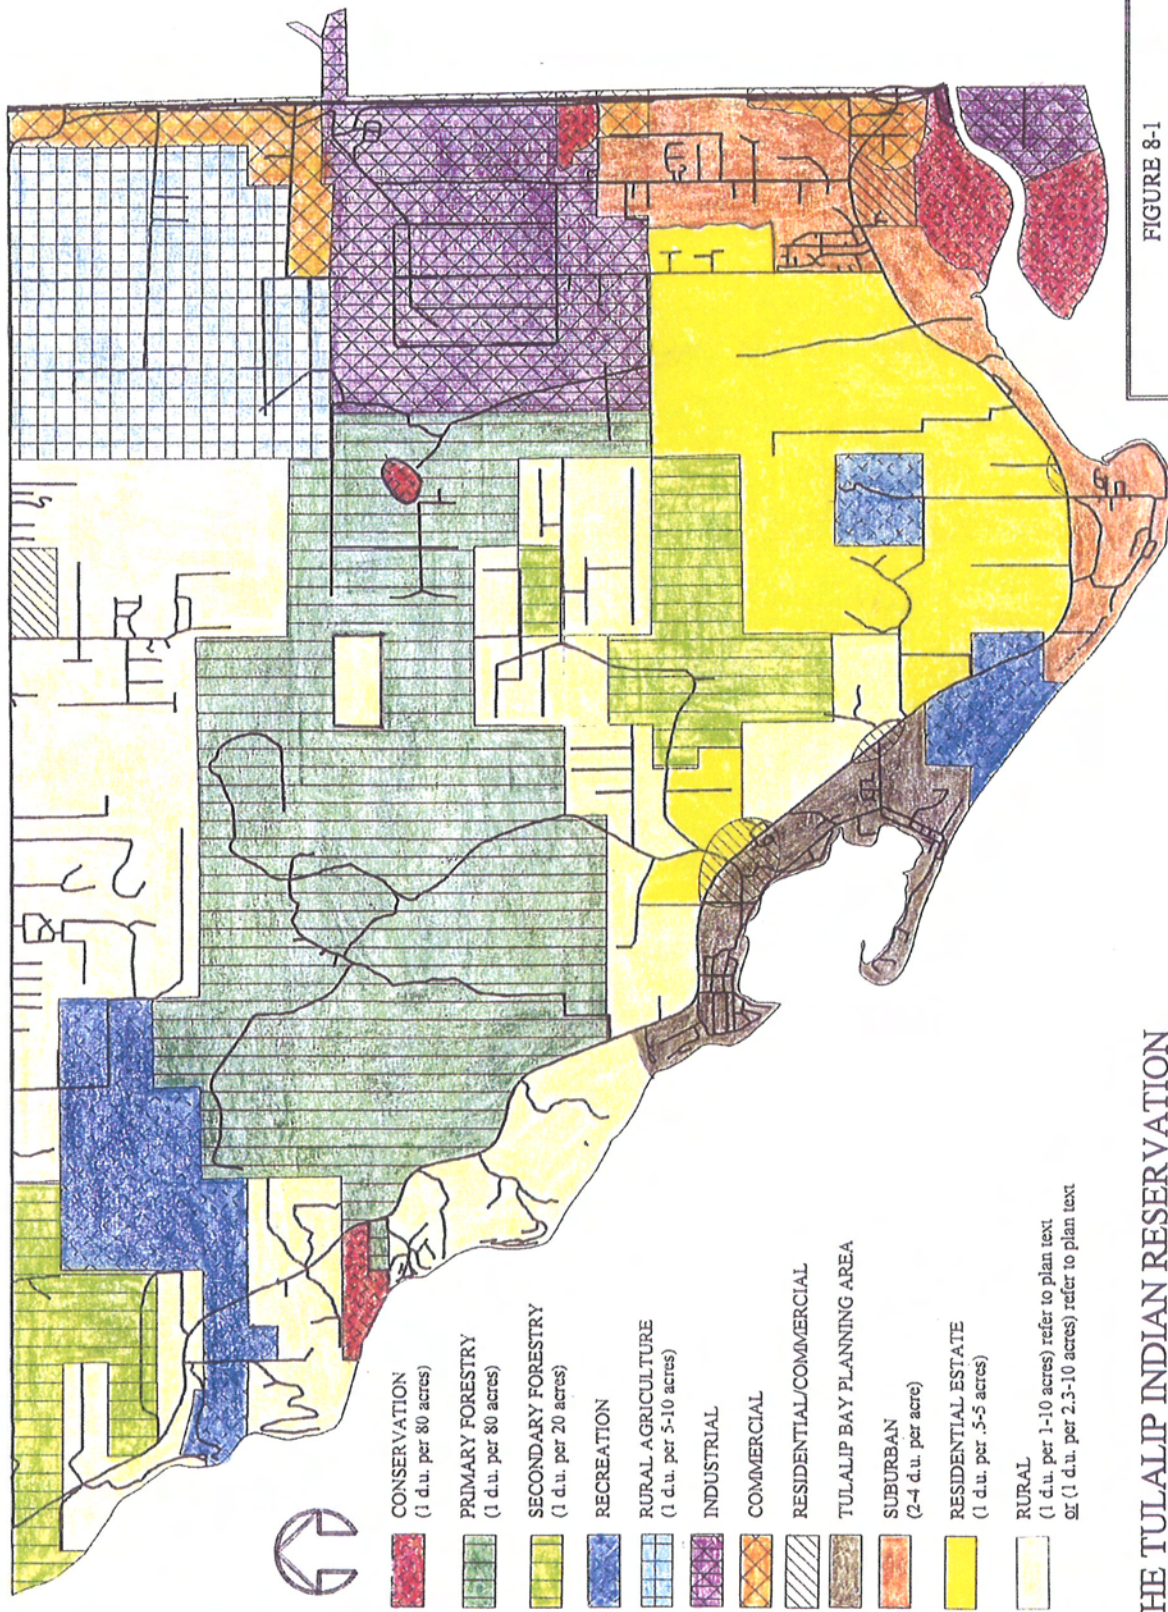 FIGURE 8-1
HE TULALIP INDIAN RESERVATION
CONSERVATION
(1 d.u. per 80 acres)
PRIMARY FORESTRY
(1 d.u. per 80 acres)
SECONDARY FORESTRY
(1 d.u. per 20 acres)
RECREATION
RURAL AGRICULTURE
(1 d.u. per 5-10 acres)
INDUSTRIAL
COMMERCIAL
RESIDENTIAL/COMMERCIAL
TULALIP BAY PLANNING AREA
SUBURBAN
(2-4 d.u. per acre)
RESIDENTIAL ESTATE
(1 d.u. per .5-5 acres)
RURAL
(1 d.u. per 1-10 acres) refer to plan text
or (1 d.u. per 2.3-10 acres) refer to plan text